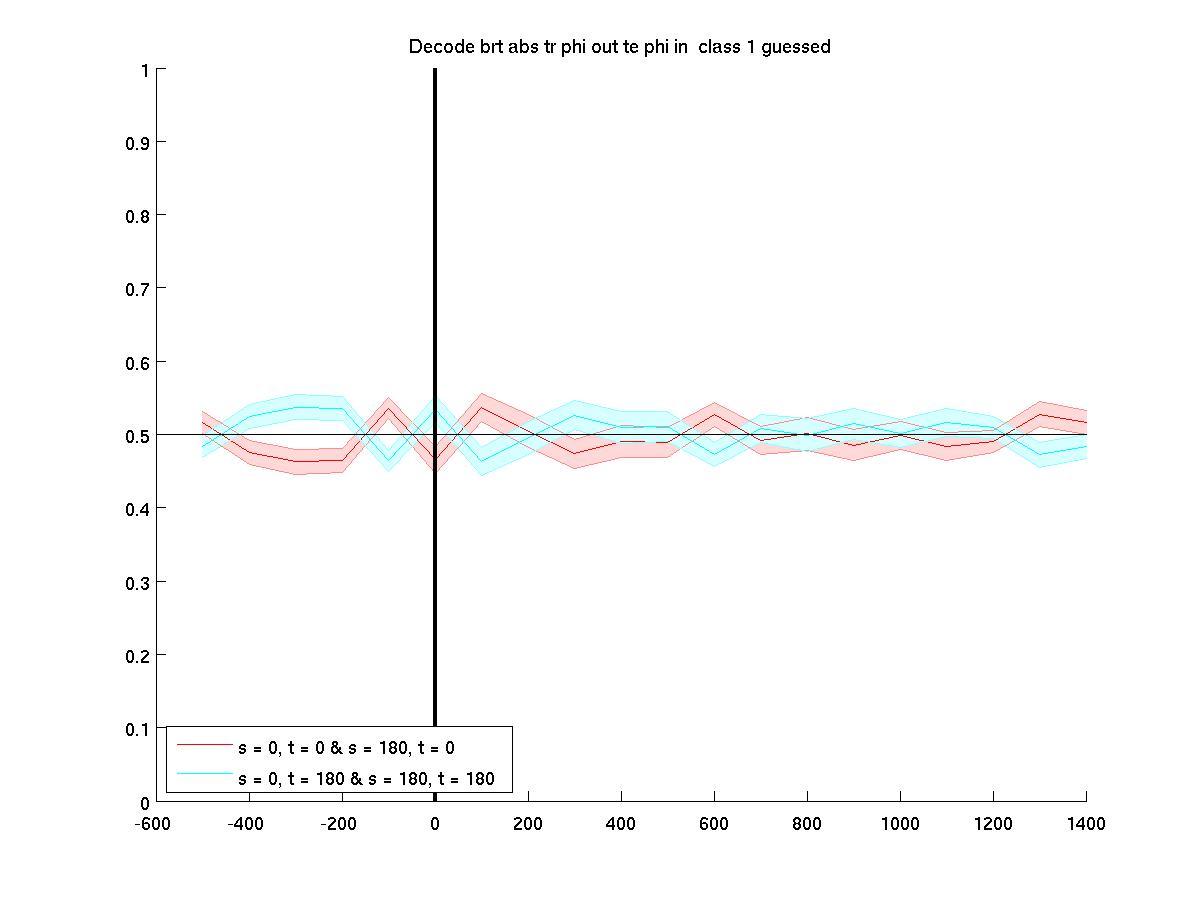 Decode brt abs tr phi out te phi in  class 1 guessed
1
0.9
0.8
0.7
0.6
0.5
0.4
0.3
0.2
0.1
0
s = 0, t = 0 & s = 180, t = 0
s = 0, t = 180 & s = 180, t = 180
-600 -400 -200 0 200 400 600 800 1000 1200 1400